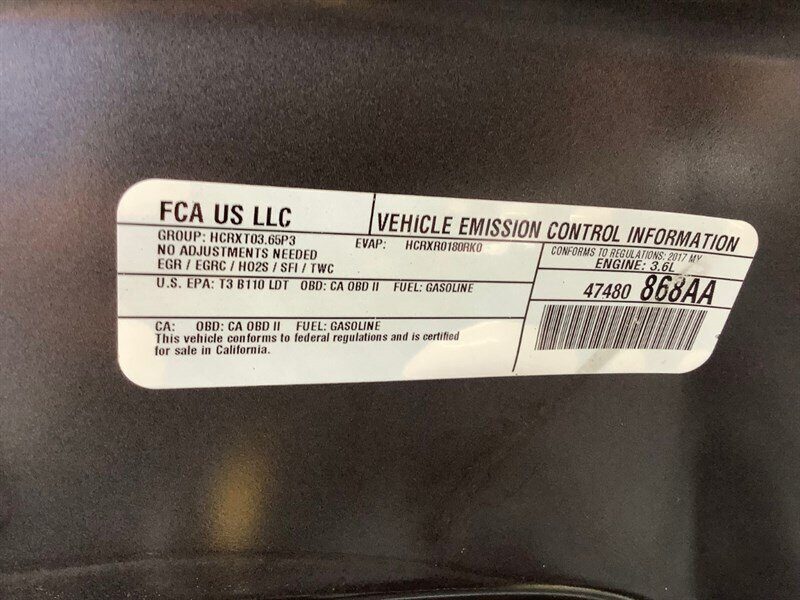 FCA US LLC
VEHICLE EMISSION CONTROL INFORMATION
GROUP: HCRXT03.65P3 EVAP: HCRXR0180RK0
NO ADJUSTMENTS NEEDED
EGR / EGRC / HO2S / SFI / TWC
CONFORMS TO REGULATIONS: 2017 MY
ENGINE: 3.6L
U.S. EPA: T3 B110 LDT OBD: CA OBD II FUEL: GASOLINE
47480 868AA
CA: OBD: CA OBD II FUEL: GASOLINE
This vehicle conforms to federal regulations and is certified
for sale in California.